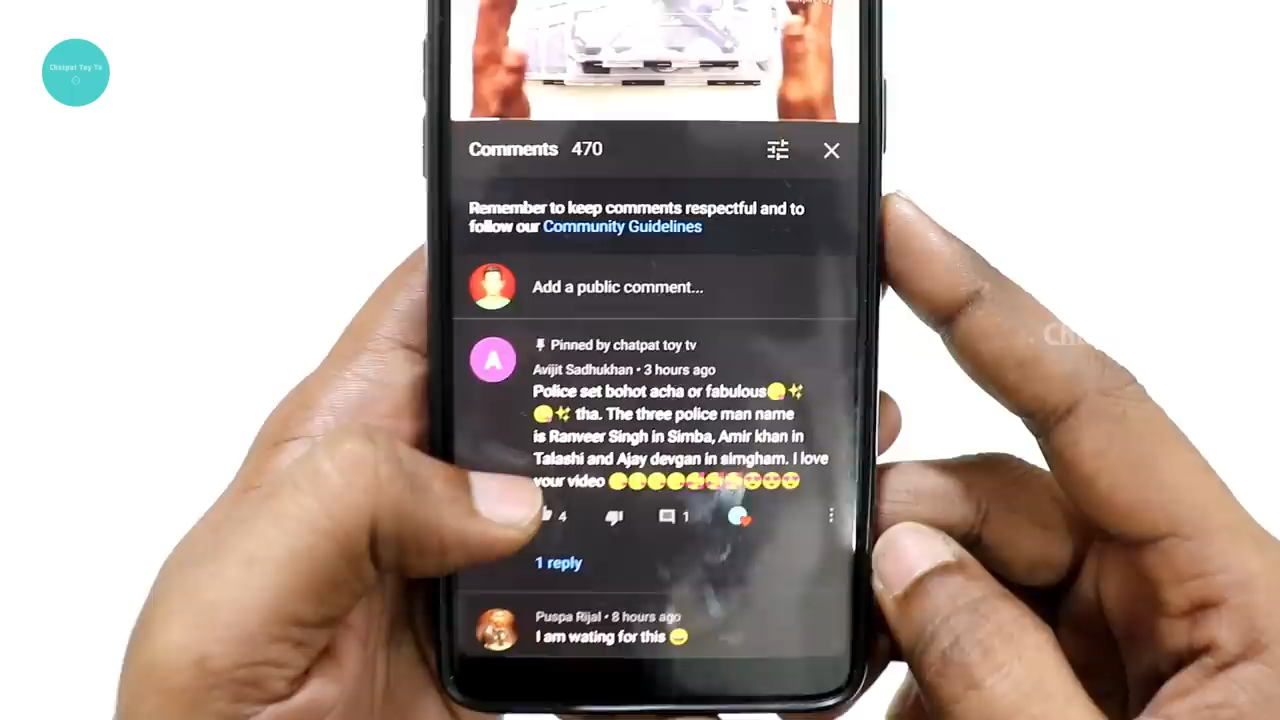 Chatpat Toy Tv
Comments 470
Remember to keep comments respectful and to
follow our Community Guidelines
Add a public comment...
A
Pinned by chatpat toy tv
Avijit Sadhukhan • 3 hours ago
Police set bohot acha or fabulous😘✨
😘✨ tha. The three police man name
is Ranveer Singh in Simba, Amir khan in
Talashi and Ajay devgan in simgham. I love
your video 😘😘😘😘🥰🥰🥰😍😍😍
4
1
1 reply
Puspa Rijal • 8 hours ago
I am wating for this 😄